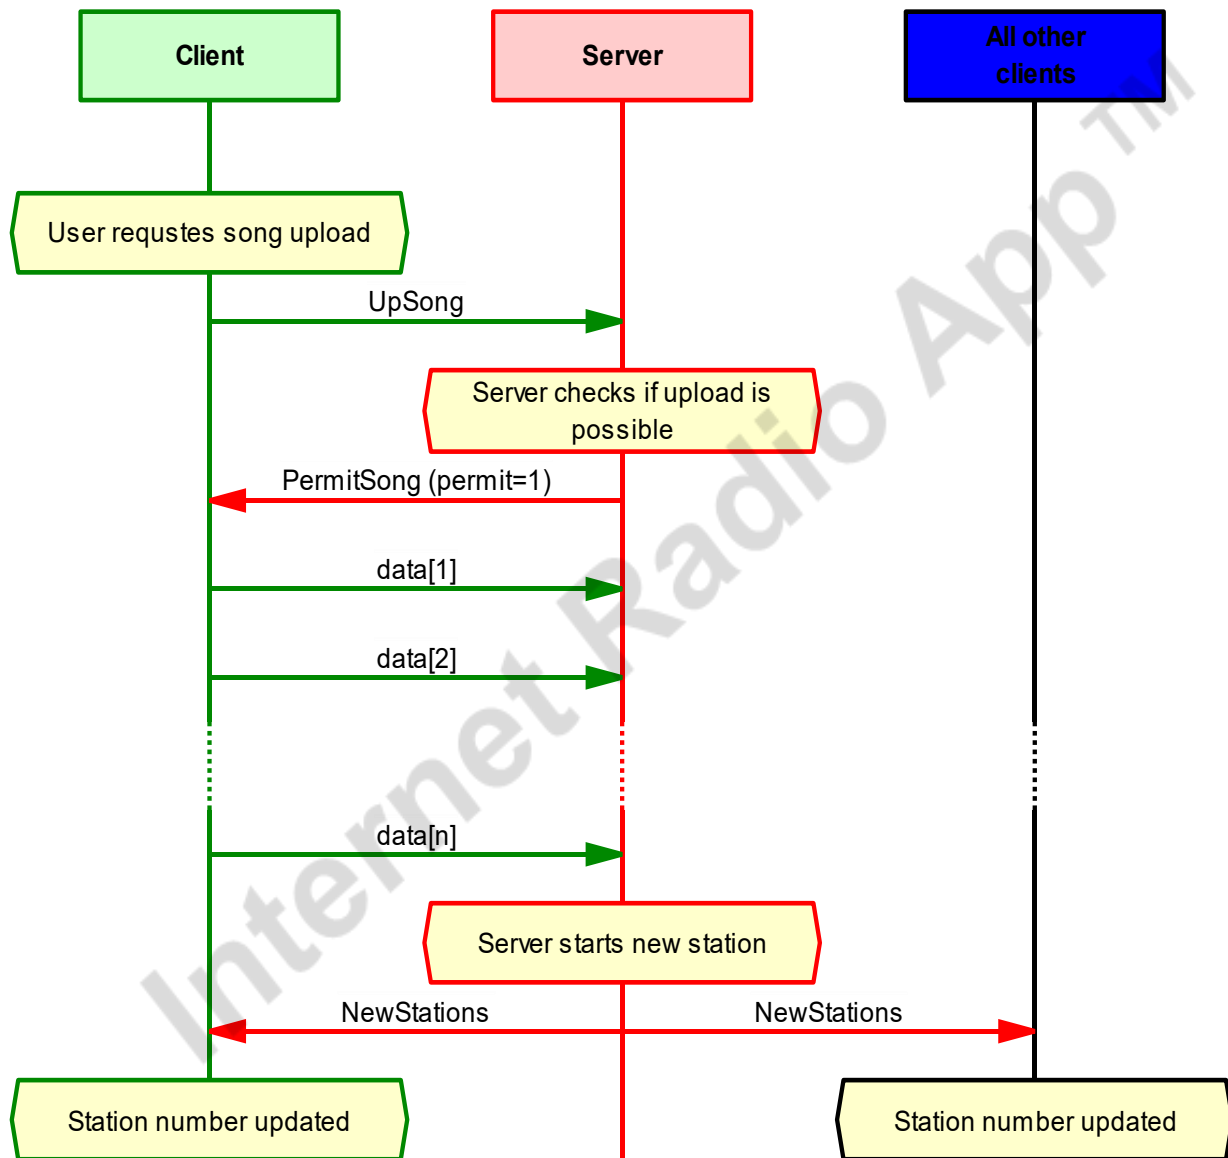 Client
Server
All other
clients
User requstes song upload
UpSong
Server checks if upload is
possible
PermitSong (permit=1)
data[1]
data[2]
data[n]
Server starts new station
NewStations
NewStations
Station number updated
Station number updated
Internet Radio App™